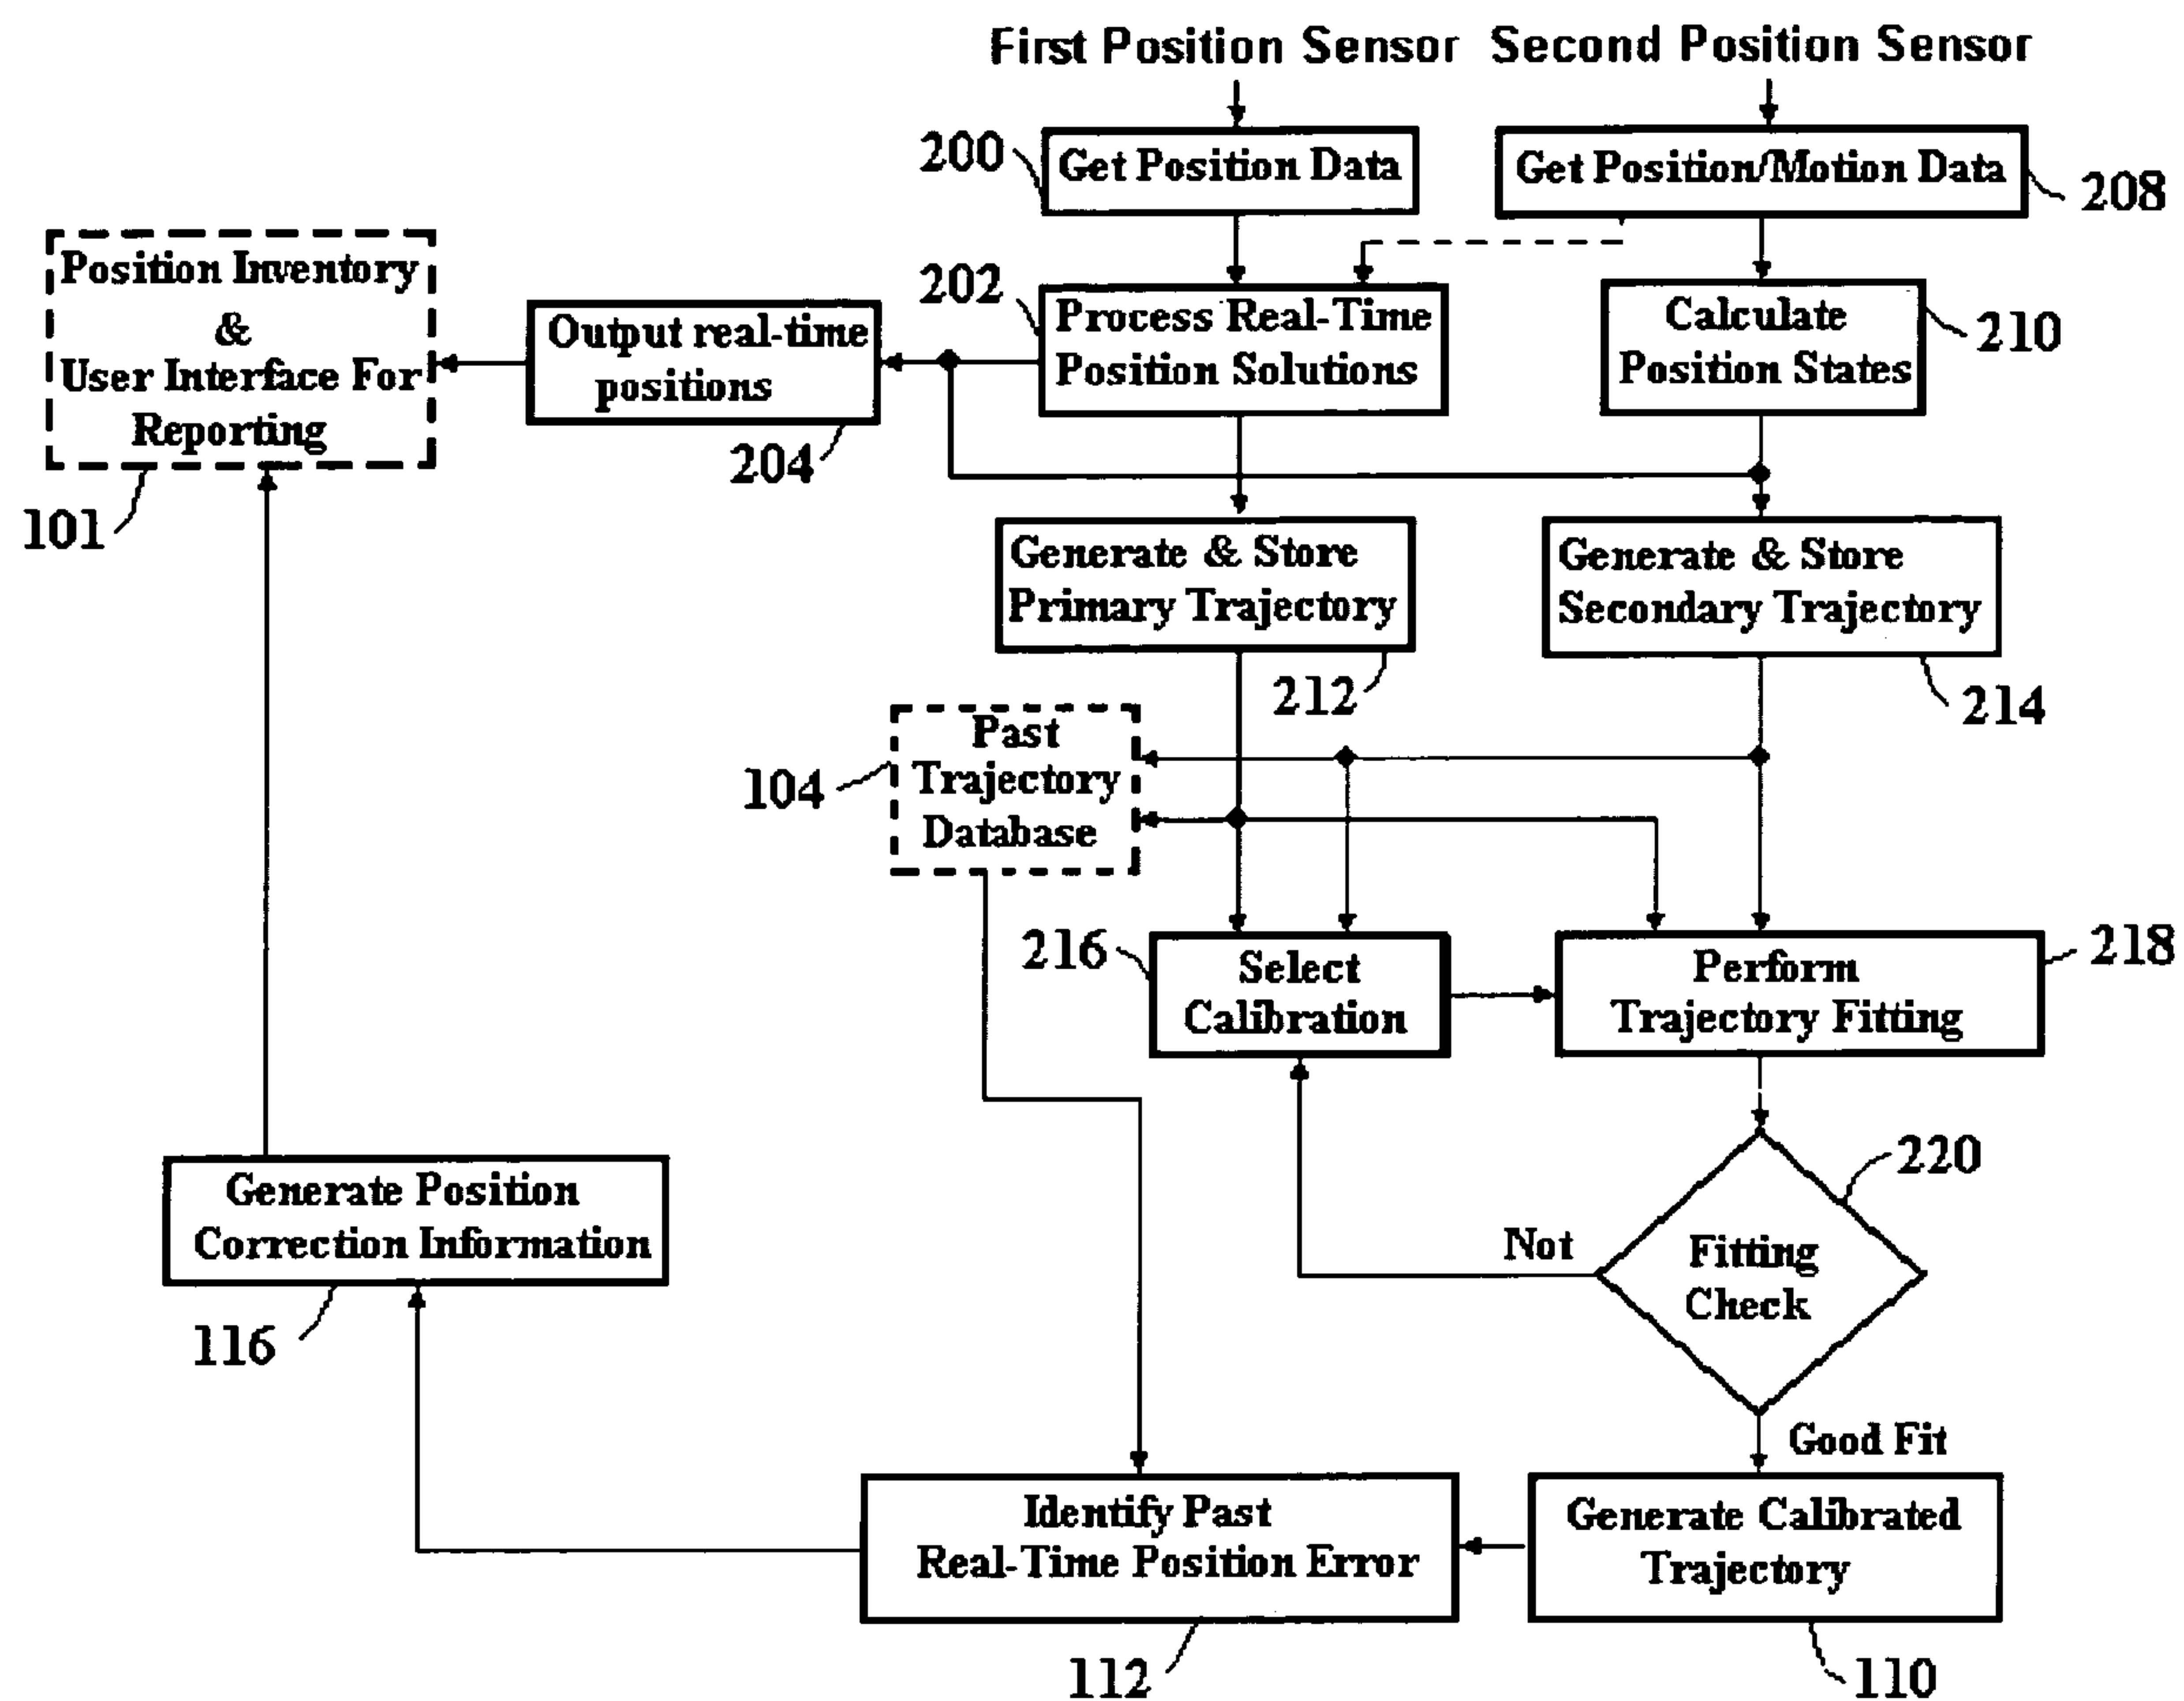 First Position Sensor
Second Position Sensor
200
Get Position Data
Get Position/Motion Data
208
Position Inventory
&
User Interface For
Reporting
101
Output real-time
positions
204
202
Process Real-Time
Position Solutions
Calculate
Position States
210
Generate & Store
Primary Trajectory
212
Generate & Store
Secondary Trajectory
214
104
Past
Trajectory
Database
216
Select
Calibration
Perform
Trajectory Fitting
218
220
Fitting
Check
Not
Good Fit
Generate Position
Correction Information
116
Identify Past
Real-Time Position Error
112
Generate Calibrated
Trajectory
110